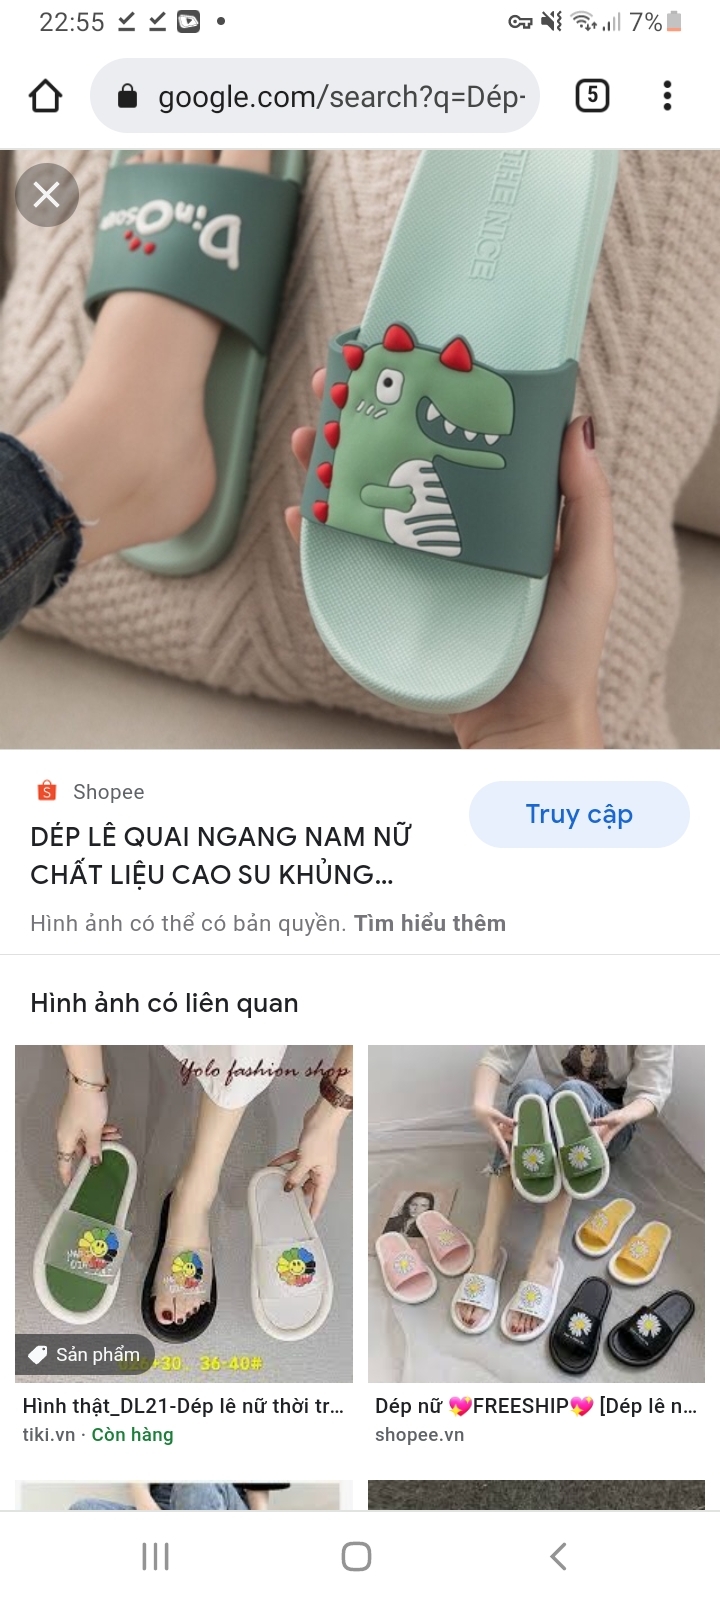 22:55
7%
google.com/search?q=Dép-
5
DinOsaur
THE NICE
Shopee
Truy cập
DÉP LÊ QUAI NGANG NAM NỮ
CHẤT LIỆU CAO SU KHỦNG...
Hình ảnh có thể có bản quyền. Tìm hiểu thêm
Hình ảnh có liên quan
Yolo fashion shop
Sản phẩm
+30. 36-40#
Hình thật_DL21-Dép lê nữ thời tr...
tiki.vn · Còn hàng
Dép nữ 💖FREESHIP💖 [Dép lê n...
shopee.vn